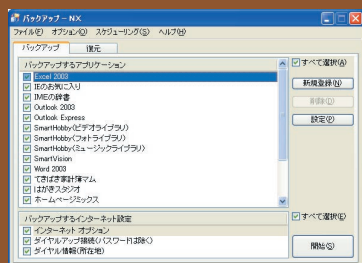 バックアップ - NX
ファイル(F) オプション(O) スケジューリング(S) ヘルプ(H)
バックアップ 復元
バックアップするアプリケーション
すべて選択(A)
Excel 2003
IEのお気に入り
IMEの辞書
Outlook 2003
Outlook Express
SmartHobby(ビデオライブラリ)
SmartHobby(フォトライブラリ)
SmartHobby(ミュージックライブラリ)
SmartVision
Word 2003
てきぱき家計簿マム
はがきスタジオ
ホームページミックス
新規登録(N)
削除(D)
設定(P)
バックアップするインターネット設定
すべて選択(Q)
インターネット オプション
ダイヤルアップ接続(パスワードは除く)
ダイヤル情報(所在地)
開始(S)